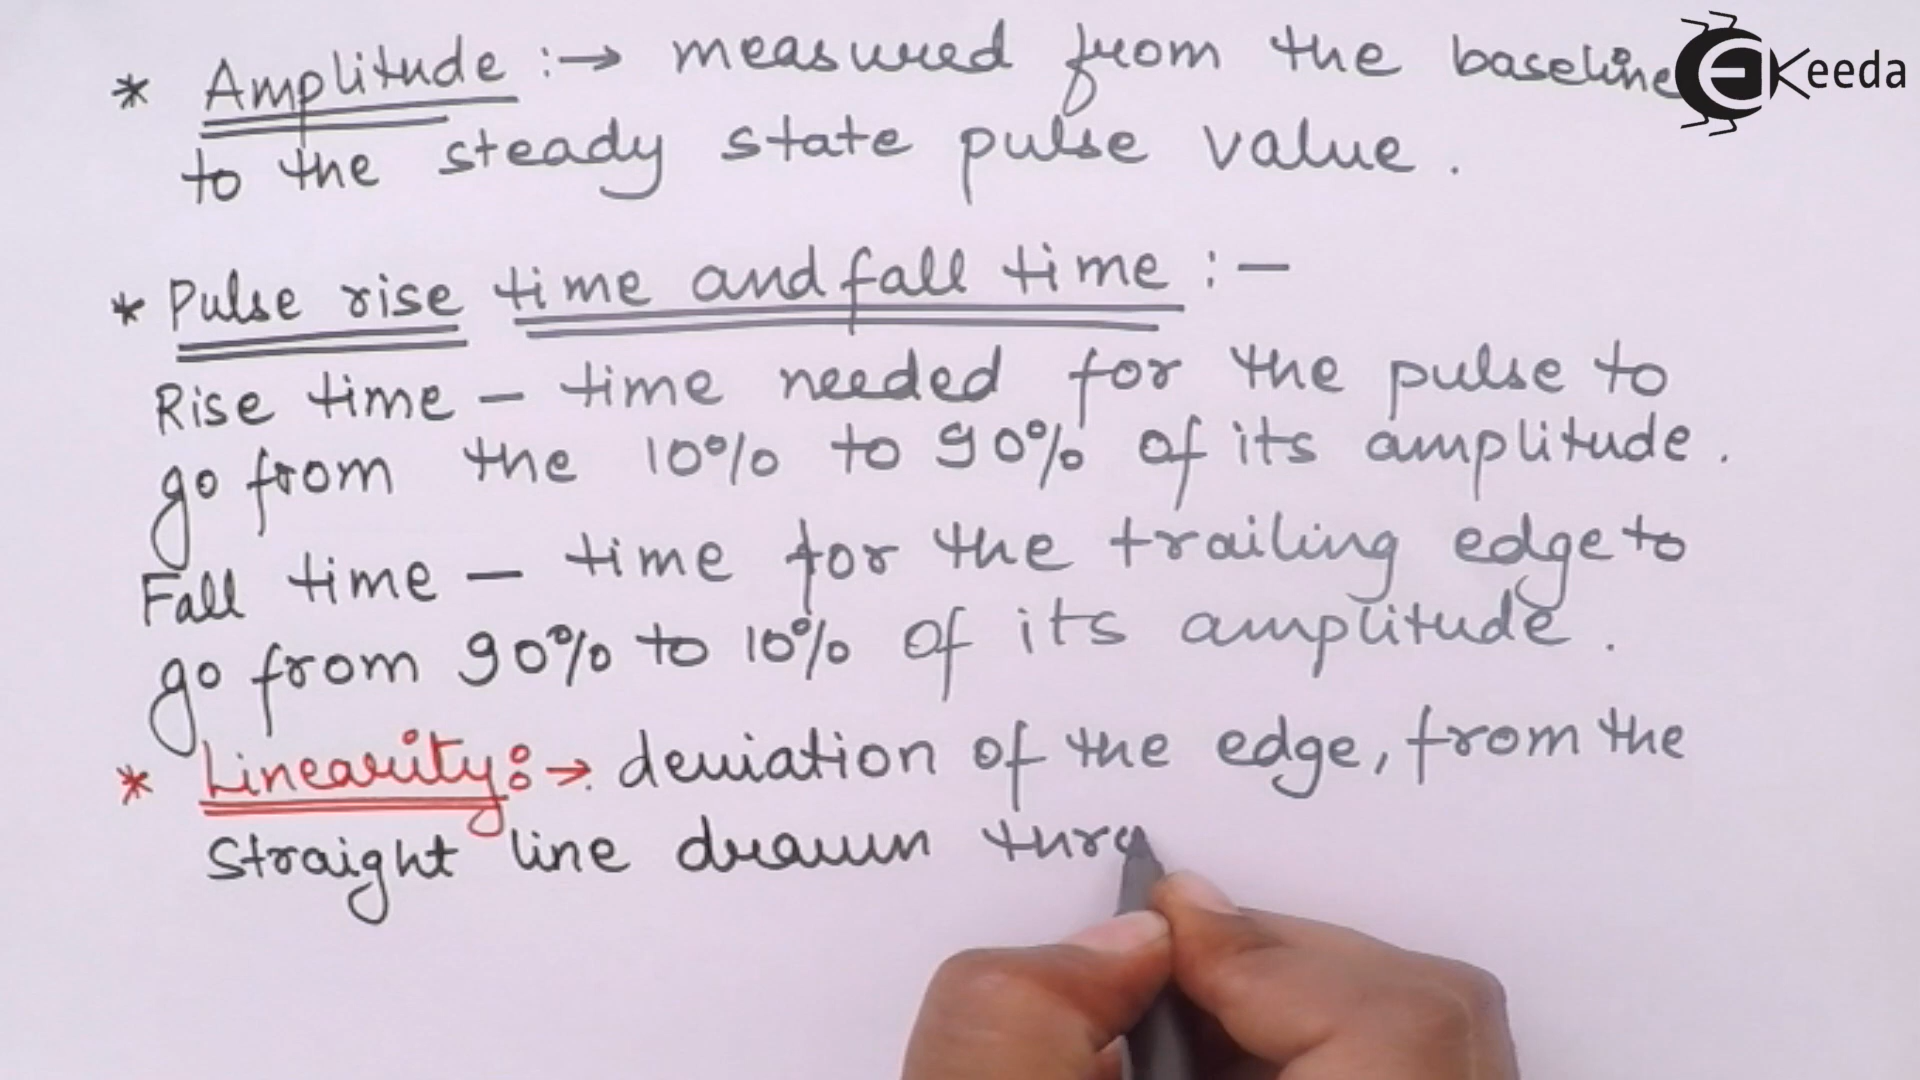 * Amplitude :→ measured from the baseline
to the steady state pulse value.
* Pulse rise time and fall time :-
Rise time - time needed for the pulse to
go from the 10% to 90% of its amplitude.
Fall time - time for the trailing edge to
go from 90% to 10% of its amplitude.
* Linearity :→ deviation of the edge, from the
straight line drawn thro
EKeeda